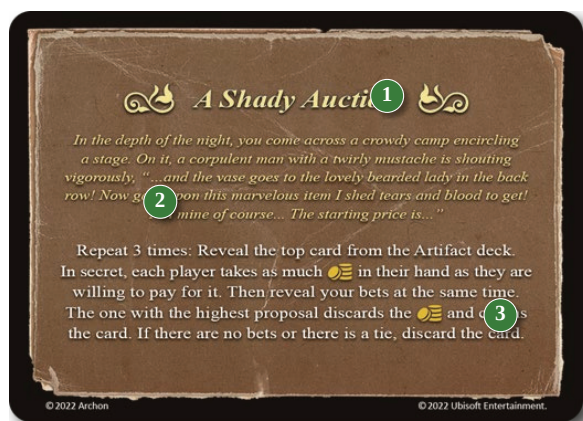 A Shady
1
In the depth of the night, you come across a crowdy camp encircling
a stage. On it, a corpulent man with a twirly mustache is shouting
vigorously, “...and the vase goes to the lovely bearded lady in the back
row! Now this marvelous item I shed tears and blood to get!
2
mine of course... The starting price is...”
Repeat 3 times: Reveal the top card from the Artifact deck.
In secret, each player takes as much in their hand as they are
willing to pay for it. Then reveal your bets at the same time.
The one with the highest proposal discards the and
3
the card. If there are no bets or there is a tie, discard the card.
© 2022 Archon
© 2022 Ubisoft Entertainment.